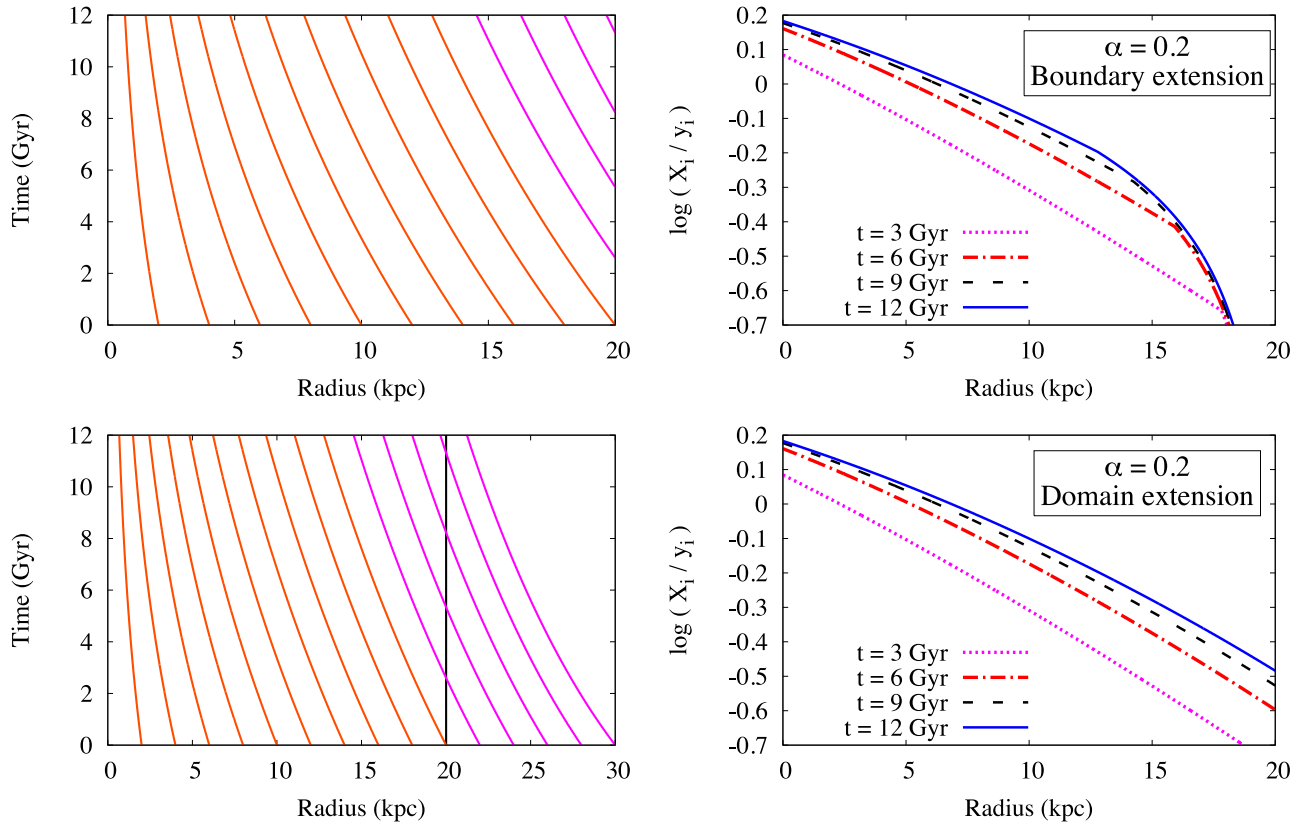 12
10
8
6
4
2
0
Time (Gyr)
0 5 10 15 20
Radius (kpc)
0.2
0.1
0
-0.1
-0.2
-0.3
-0.4
-0.5
-0.6
-0.7
log ( X_i / y_i )
α = 0.2
Boundary extension
t = 3 Gyr
t = 6 Gyr
t = 9 Gyr
t = 12 Gyr
0 5 10 15 20
Radius (kpc)
12
10
8
6
4
2
0
Time (Gyr)
0 5 10 15 20 25 30
Radius (kpc)
0.2
0.1
0
-0.1
-0.2
-0.3
-0.4
-0.5
-0.6
-0.7
log ( X_i / y_i )
α = 0.2
Domain extension
t = 3 Gyr
t = 6 Gyr
t = 9 Gyr
t = 12 Gyr
0 5 10 15 20
Radius (kpc)